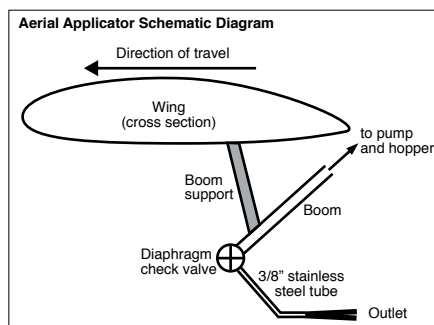 Aerial Applicator Schematic Diagram
Direction of travel
Wing
(cross section)
to pump
and hopper
Boom
support
Boom
Diaphragm
check valve
3/8" stainless
steel tube
Outlet